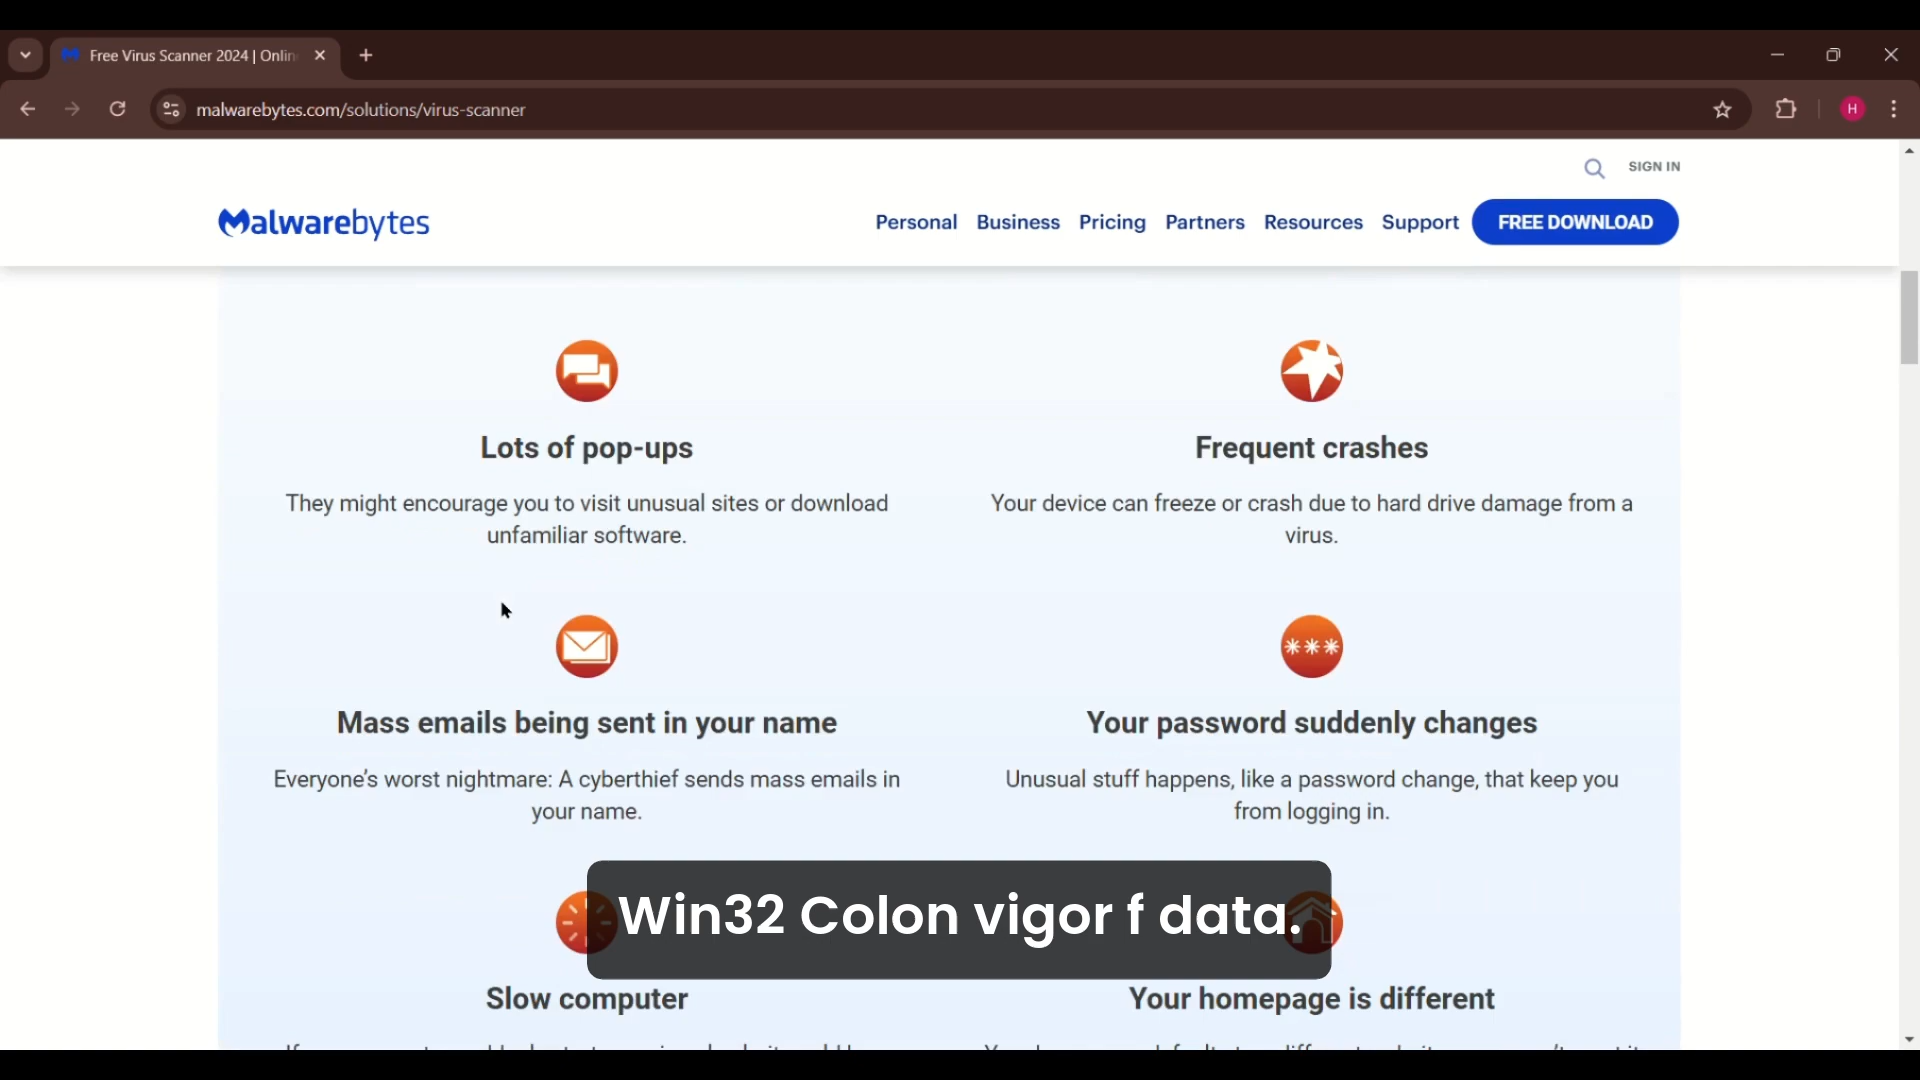 Free Virus Scanner 2024 | Onlin
malwarebytes.com/solutions/virus-scanner
H
SIGN IN
Malwarebytes
Personal Business Pricing Partners Resources Support FREE DOWNLOAD
Lots of pop-ups
They might encourage you to visit unusual sites or download
unfamiliar software.
Frequent crashes
Your device can freeze or crash due to hard drive damage from a
virus.
Mass emails being sent in your name
Everyone's worst nightmare: A cyberthief sends mass emails in
your name.
Your password suddenly changes
Unusual stuff happens, like a password change, that keep you
from logging in.
Win32 Colon vigor f data.
Slow computer
Your homepage is different